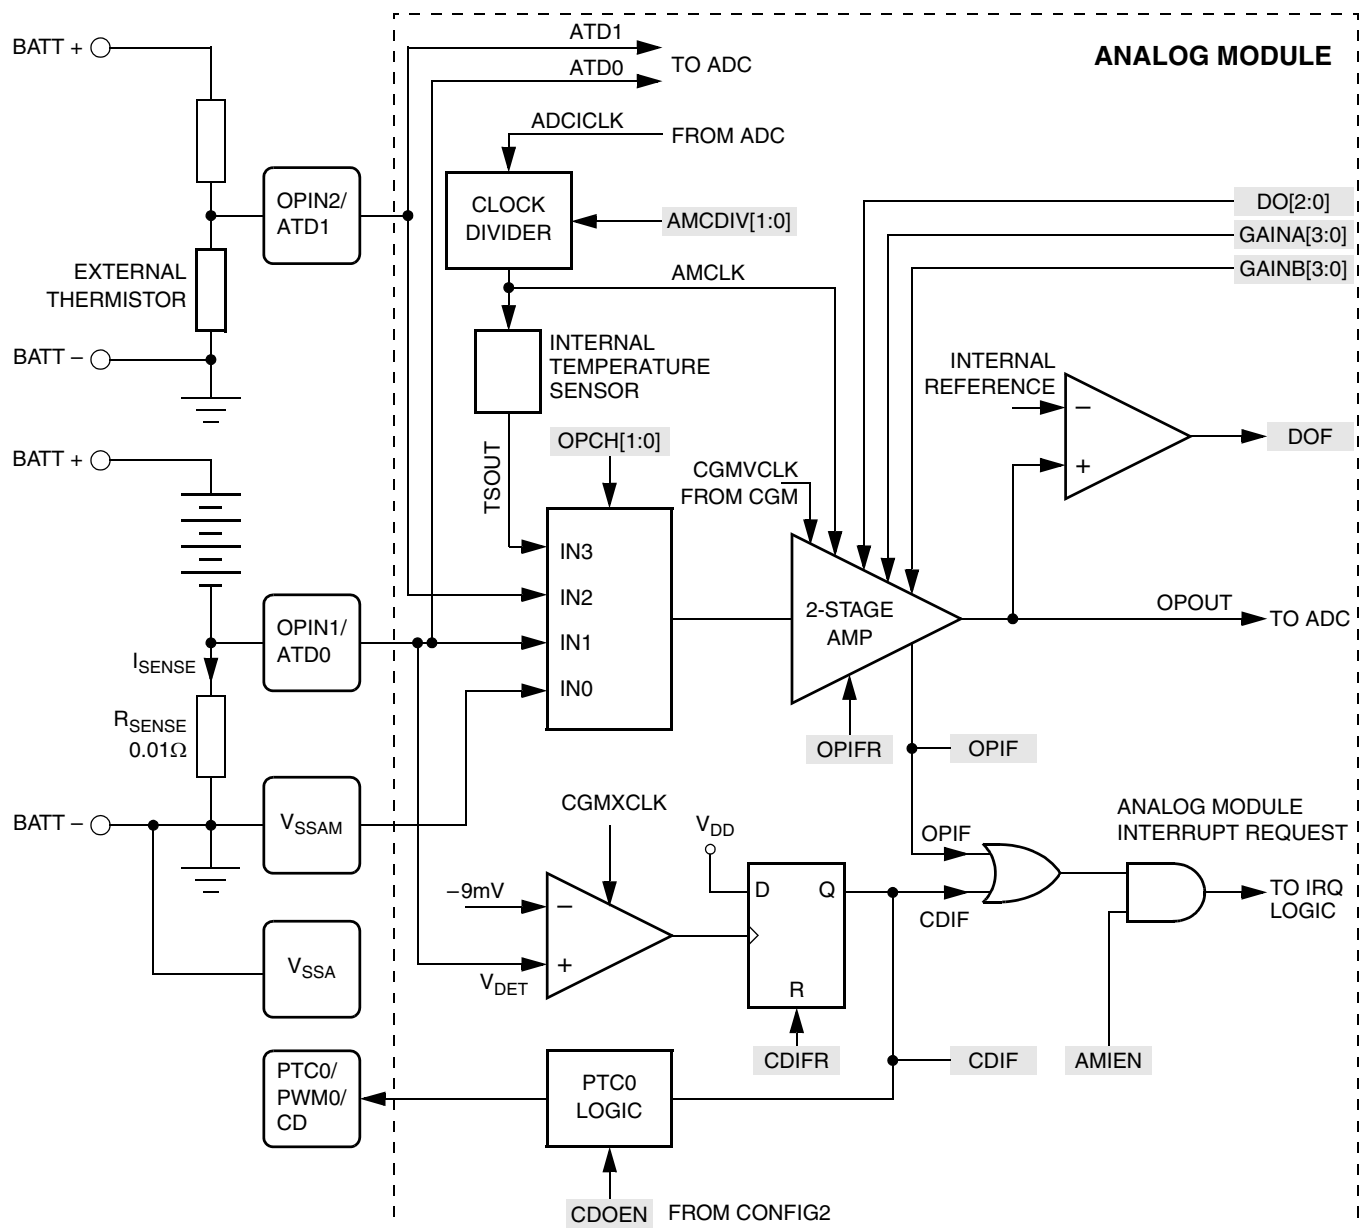 BATT +
ATD1
ATD0
TO ADC
ANALOG MODULE
ADCICLK
FROM ADC
OPIN2/
ATD1
CLOCK
DIVIDER
AMCDIV[1:0]
DO[2:0]
GAINA[3:0]
GAINB[3:0]
EXTERNAL
THERMISTOR
AMCLK
BATT –
INTERNAL
TEMPERATURE
SENSOR
INTERNAL
REFERENCE
–
+
DOF
BATT +
OPCH[1:0]
TSOUT
CGMVCLK
FROM CGM
IN3
IN2
IN1
IN0
2-STAGE
AMP
OPOUT
TO ADC
OPIN1/
ATD0
ISENSE
RSENSE
0.01Ω
OPIFR
OPIF
BATT –
VSSAM
CGMXCLK
VDD
ANALOG MODULE
INTERRUPT REQUEST
OPIF
–9mV
–
+
VDET
D
Q
R
CDIF
TO IRQ
LOGIC
VSSA
CDIFR
CDIF
AMIEN
PTC0/
PWM0/
CD
PTC0
LOGIC
CDOEN
FROM CONFIG2